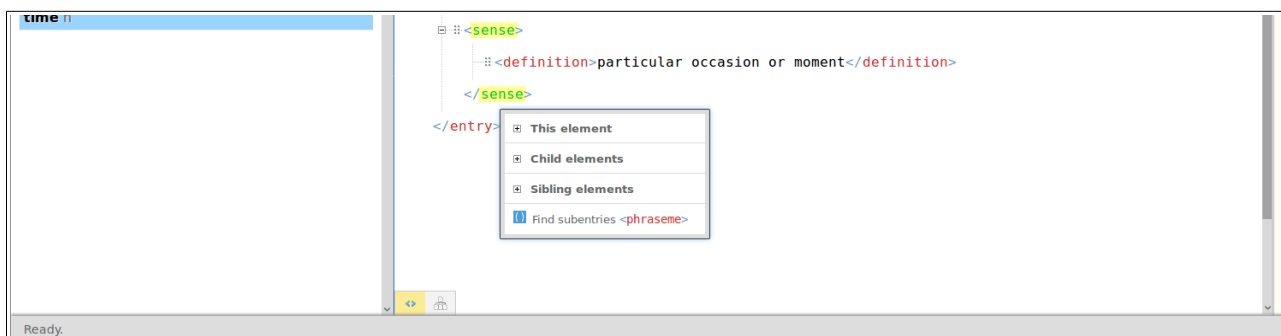 time n
<sense>
<definition>particular occasion or moment</definition>
</sense>
</entry>
This element
Child elements
Sibling elements
Find subentries <phraseme>
Ready.